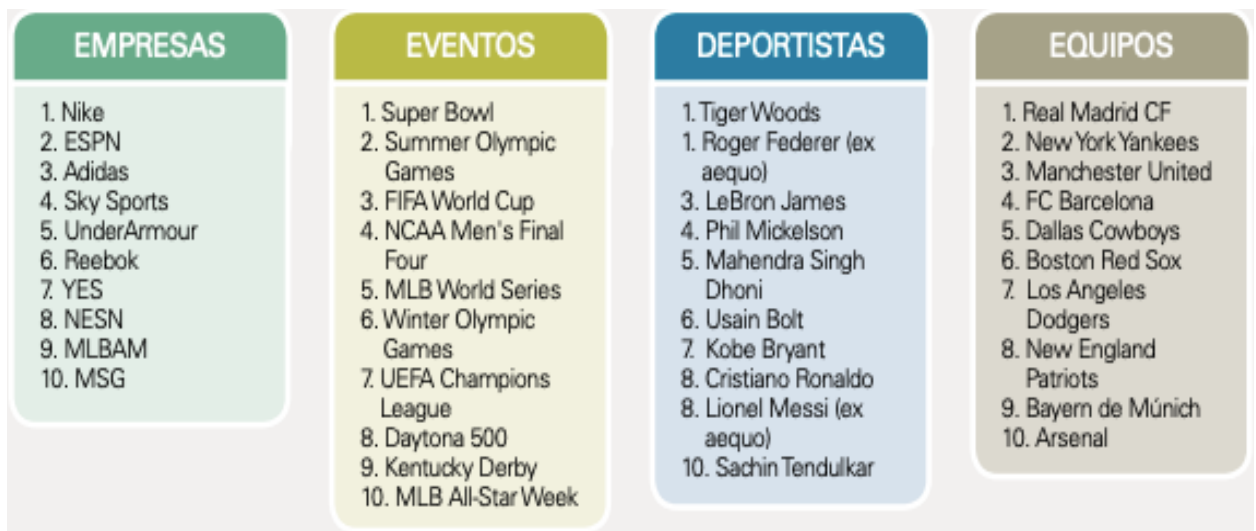 EMPRESAS
1. Nike
2. ESPN
3. Adidas
4. Sky Sports
5. UnderArmour
6. Reebok
7. YES
8. NESN
9. MLBAM
10. MSG
EVENTOS
1. Super Bowl
2. Summer Olympic
Games
3. FIFA World Cup
4. NCAA Men's Final
Four
5. MLB World Series
6. Winter Olympic
Games
7. UEFA Champions
League
8. Daytona 500
9. Kentucky Derby
10. MLB All-Star Week
DEPORTISTAS
1. Tiger Woods
1. Roger Federer (ex
aequo)
3. LeBron James
4. Phil Mickelson
5. Mahendra Singh
Dhoni
6. Usain Bolt
7. Kobe Bryant
8. Cristiano Ronaldo
8. Lionel Messi (ex
aequo)
10. Sachin Tendulkar
EQUIPOS
1. Real Madrid CF
2. New York Yankees
3. Manchester United
4. FC Barcelona
5. Dallas Cowboys
6. Boston Red Sox
7. Los Angeles
Dodgers
8. New England
Patriots
9. Bayern de Múnich
10. Arsenal